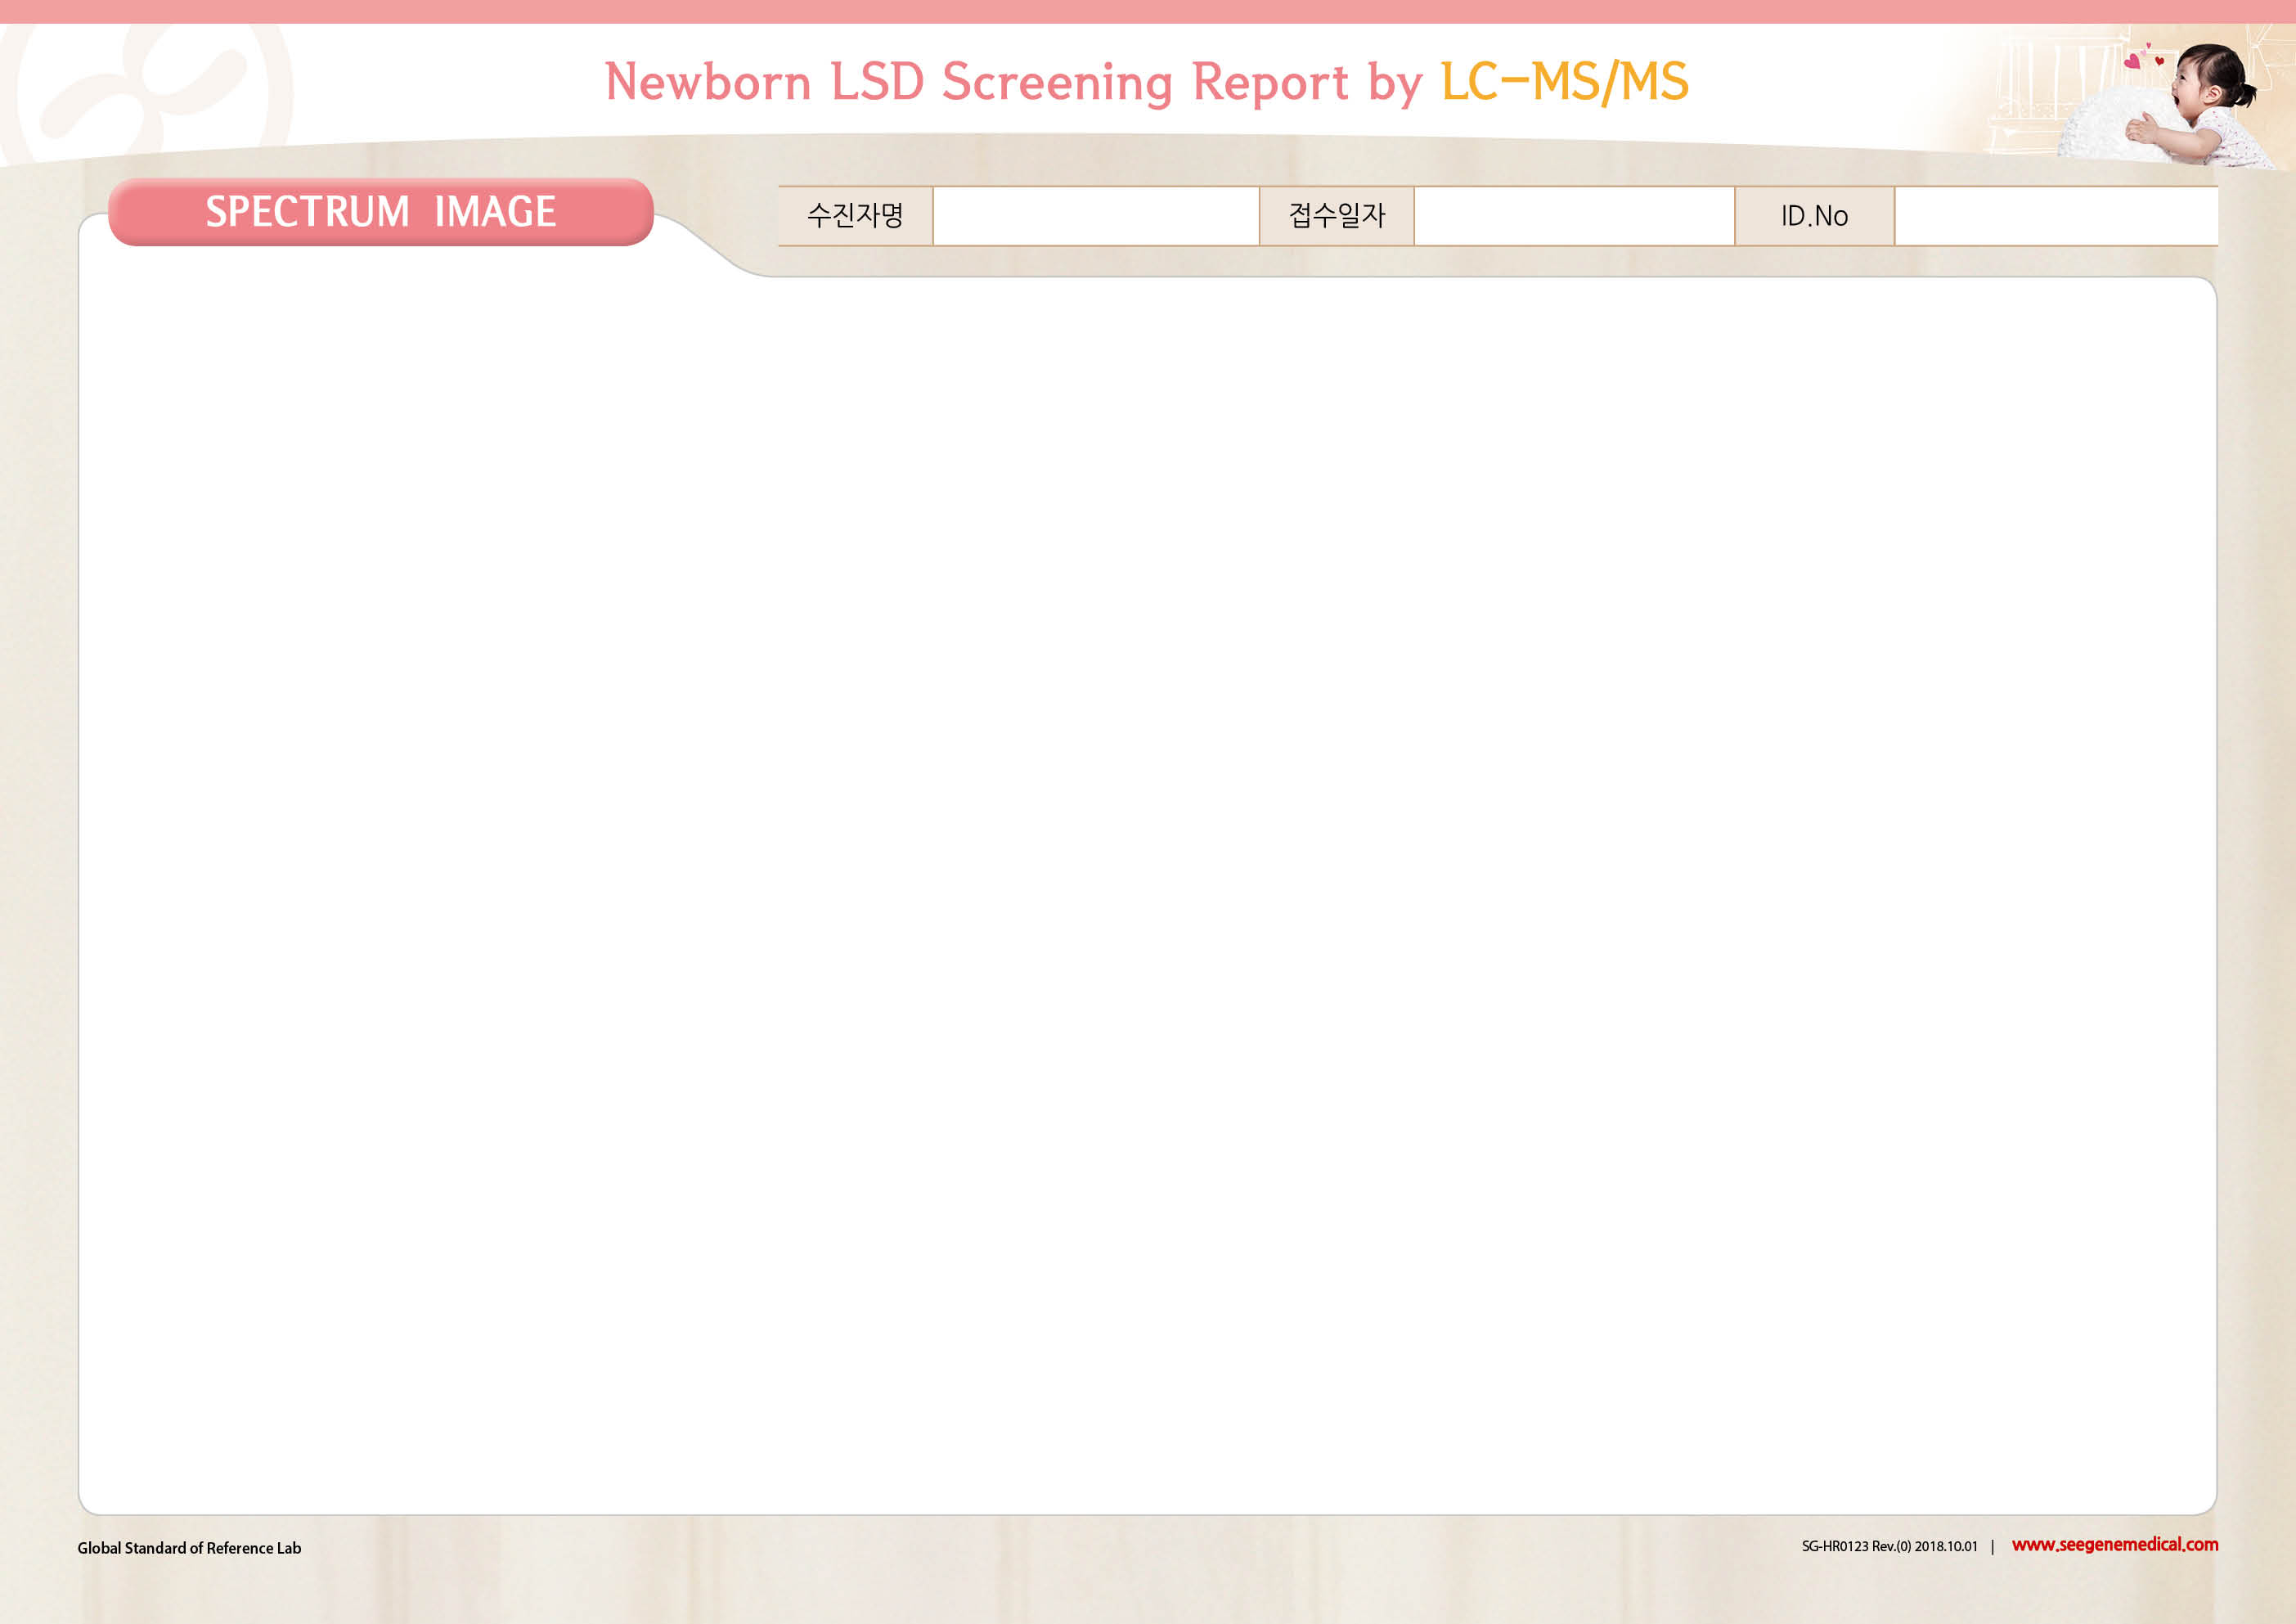 Newborn LSD Screening Report by LC-MS/MS
SPECTRUM IMAGE
수진자명
접수일자
ID.No
Global Standard of Reference Lab
SG-HR0123 Rev.(0) 2018.10.01 | www.seegenemedical.com